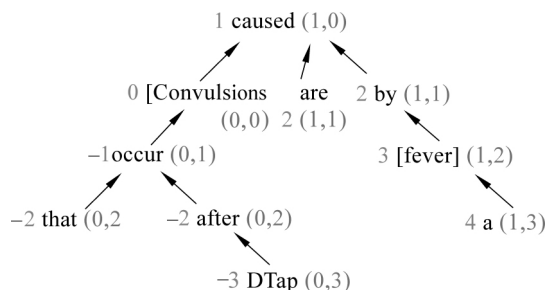 1 caused (1,0)
0 [Convulsions are 2 by (1,1)
(0,0) 2 (1,1)
−1occur (0,1) 3 [fever] (1,2)
−2 that (0,2 −2 after (0,2) 4 a (1,3)
−3 DTap (0,3)